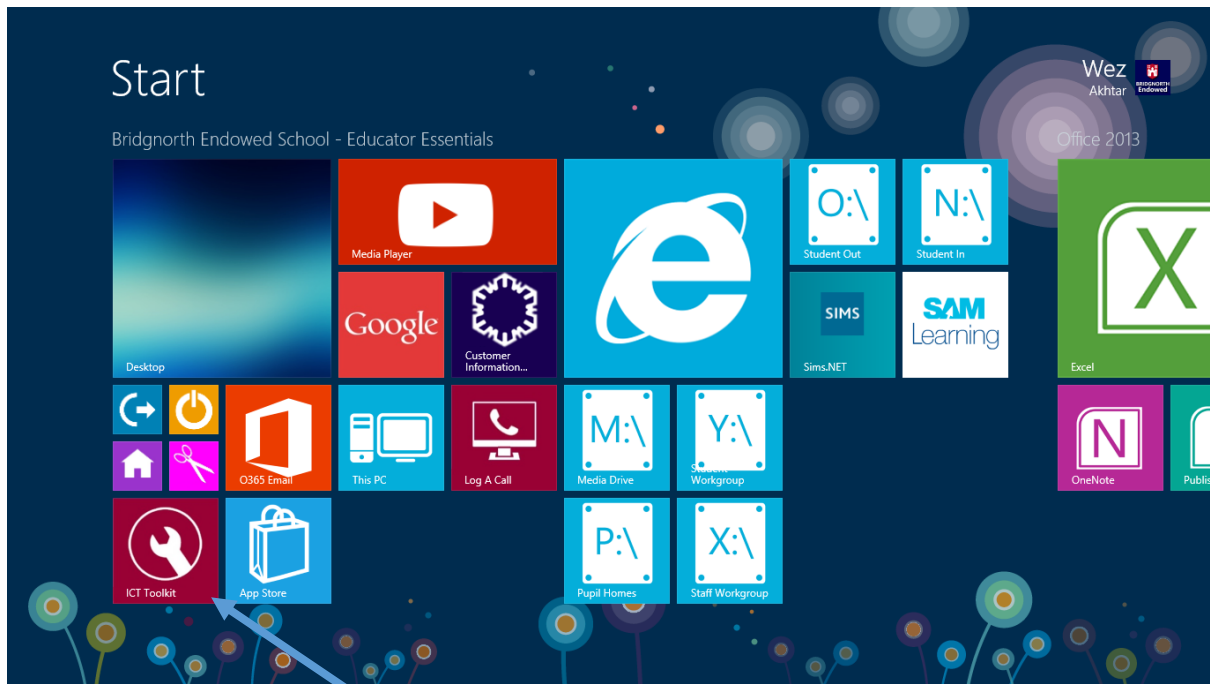 Start
Wez
Akhtar
BRIDGNORTH
Endowed
Bridgnorth Endowed School - Educator Essentials
Office 2013
Desktop
Media Player
Google
Customer
Information...
O:\
Student Out
N:\
Student In
SIMS
Sims.NET
SAM
Learning
X
Excel
O365 Email
This PC
Log A Call
M:\
Media Drive
Y:\
Student
Workgroup
N
OneNote
Publis
ICT Toolkit
App Store
P:\
Pupil Homes
X:\
Staff Workgroup